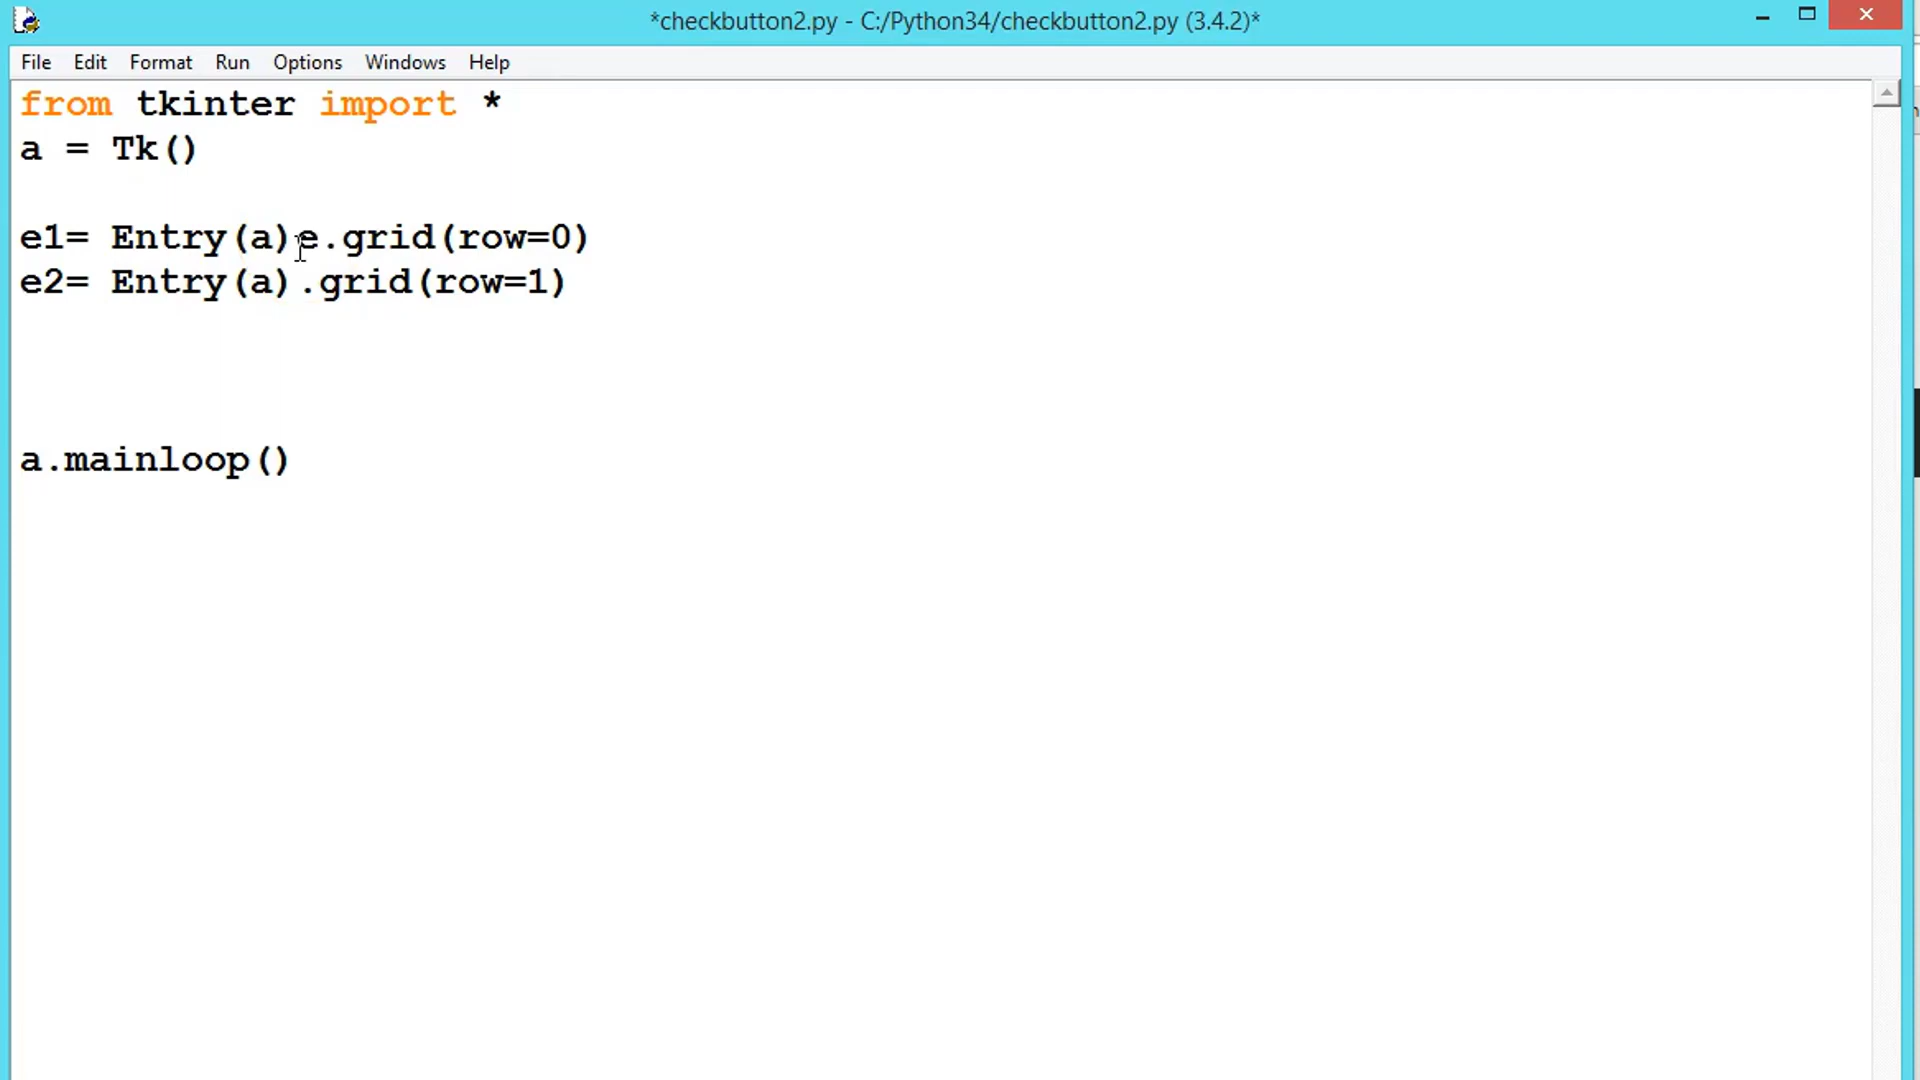 *checkbutton2.py - C:/Python34/checkbutton2.py (3.4.2)*
File Edit Format Run Options Windows Help
from tkinter import *
a = Tk()
e1= Entry(a)e.grid(row=0)
e2= Entry(a).grid(row=1)
a.mainloop()